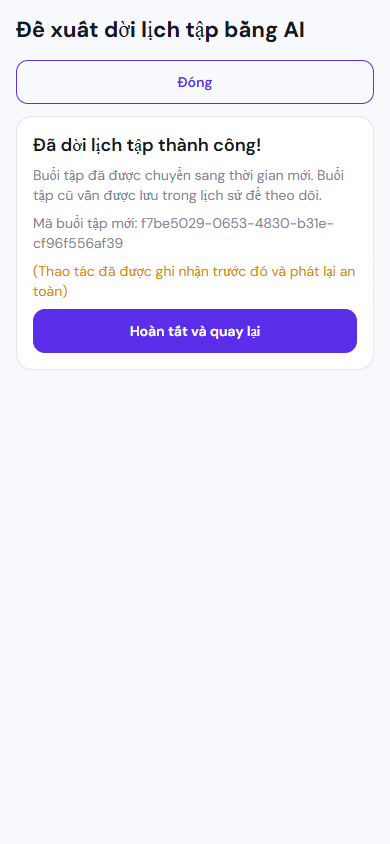 Đề xuất dời lịch tập bằng AI
Đóng
Đã dời lịch tập thành công!
Buổi tập đã được chuyển sang thời gian mới. Buổi
tập cũ vẫn được lưu trong lịch sử để theo dõi.
Mã buổi tập mới: f7be5029-0653-4830-b31e-
cf96f556af39
(Thao tác đã được ghi nhận trước đó và phát lại an
toàn)
Hoàn tất và quay lại